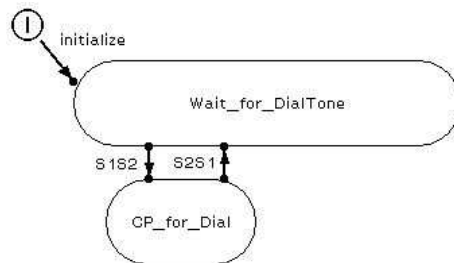 I
initialize
Wait_for_DialTone
S1S2 S2S1
CP_for_Dial